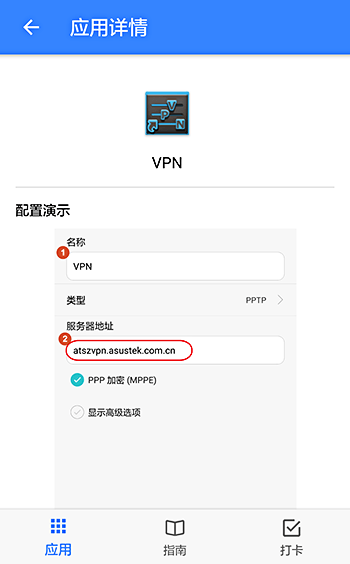 应用详情
V
P
N
VPN
配置演示
名称
1
VPN
类型 PPTP
服务器地址
2
atszvpn.asustek.com.cn
PPP 加密 (MPPE)
显示高级选项
应用 指南 打卡